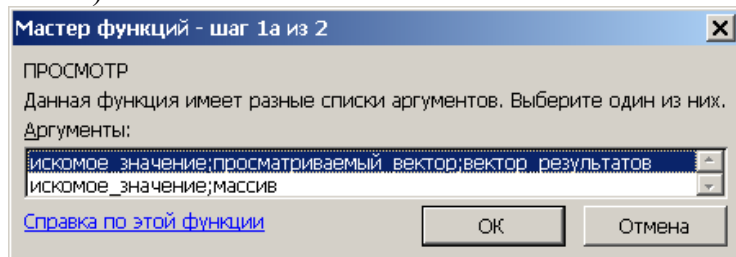 Мастер функций - шаг 1а из 2
ПРОСМОТР
Данная функция имеет разные списки аргументов. Выберите один из них.
Аргументы:
искомое_значение;просматриваемый_вектор;вектор_результатов
искомое_значение;массив
Справка по этой функции
ОК
Отмена